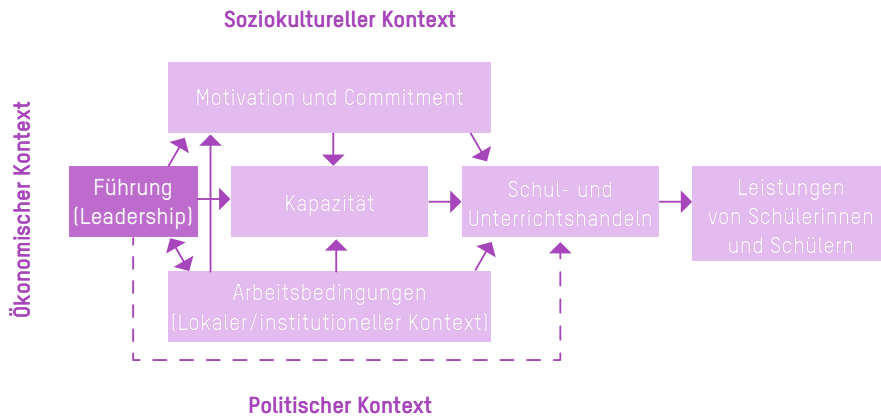 Soziokultureller Kontext
Ökonomischer Kontext
Motivation und Commitment
Führung
(Leadership)
Kapazität
Schul- und
Unterrichtshandeln
Leistungen
von Schülerinnen
und Schülern
Arbeitsbedingungen
(Lokaler/institutioneller Kontext)
Politischer Kontext